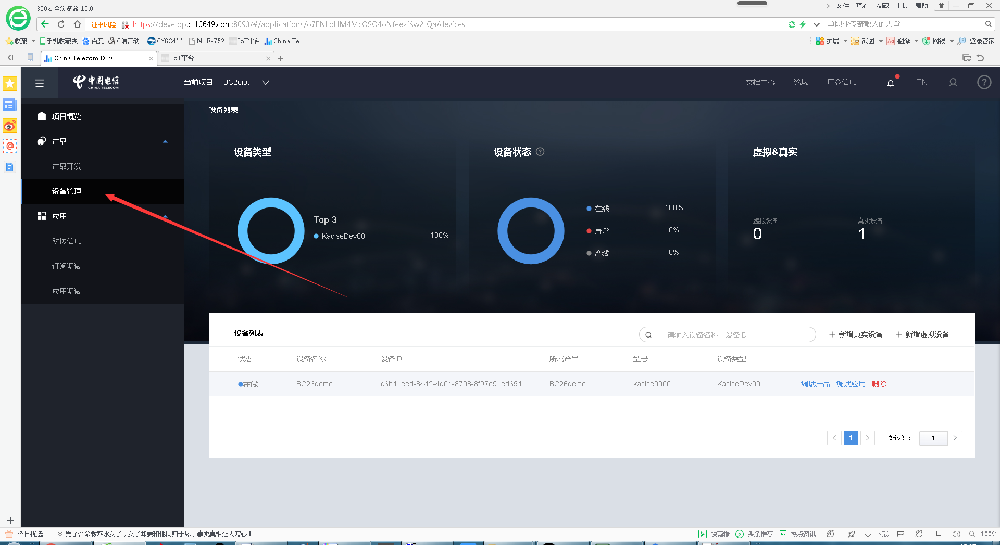 360安全浏览器 10.0
文件 查看 收藏 工具 帮助
证书风险 https://develop.ct10649.com:8093/#/applications/o7ENLbHM4McOSO4oNfeezfSw2_Qa/devices
单职业传奇散人的天堂
收藏 手机收藏夹 百度 C语言动 CY8C414 NHR-762 IoT平台 China Te
扩展 截图 翻译 网银 登录管家
China Telecom DEV IoT平台
中国电信
CHINA TELECOM
当前项目: BC26iot
文档中心 论坛 厂商信息 EN
项目概览
产品
产品开发
设备管理
应用
对接信息
订阅调试
应用调试
设备列表
设备类型
Top 3
KaciseDev00 1 100%
设备状态
在线 100%
异常 0%
离线 0%
虚拟&真实
虚拟设备 真实设备
0 1
设备列表
请输入设备名称、设备ID
新增真实设备 新增虚拟设备
状态 设备名称 设备ID 所属产品 型号 设备类型
在线 BC26demo c6b41eed-8442-4d04-8708-8f97e51ed694 BC26demo kacise0000 KaciseDev00 调试产品 调试应用 删除
1 跳转到： 1
今日优选 男子舍命救落水女子，女子却要和他同归于尽，事实真相让人寒心！
快剪辑 头条推荐 热点资讯 下载 100%